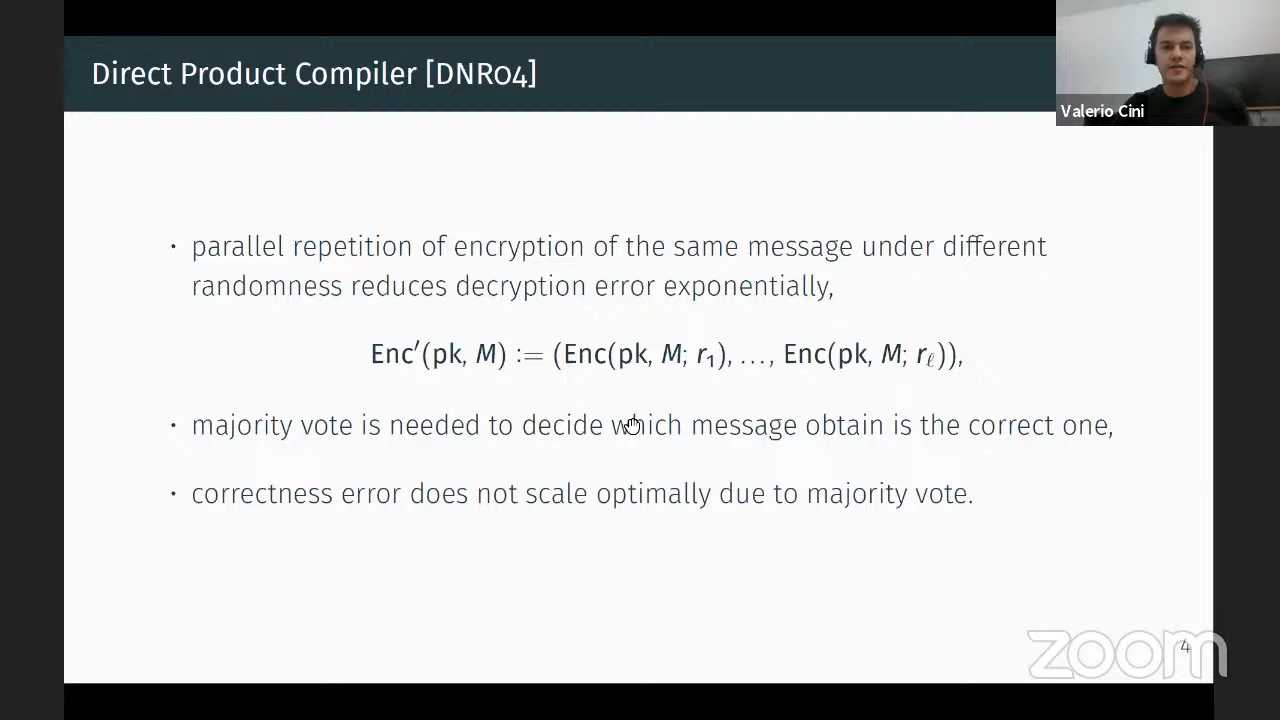 Direct Product Compiler [DNR04]
Valerio Cini
• parallel repetition of encryption of the same message under different
randomness reduces decryption error exponentially,
Enc′(pk, M) := (Enc(pk, M; r₁), …, Enc(pk, M; rℓ)),
• majority vote is needed to decide which message obtain is the correct one,
• correctness error does not scale optimally due to majority vote.
zoom
4